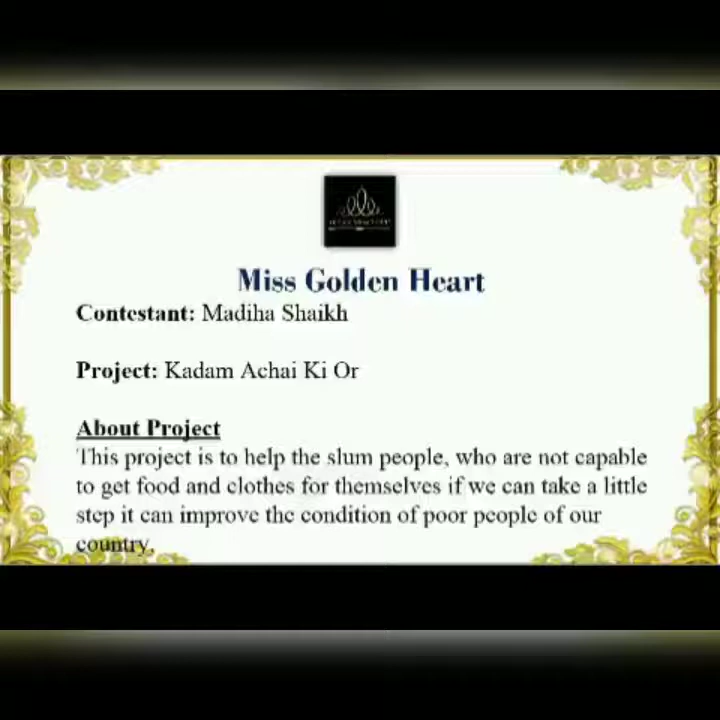 Miss Golden Heart
Contestant: Madiha Shaikh
Project: Kadam Achai Ki Or
About Project
This project is to help the slum people, who are not capable
to get food and clothes for themselves if we can take a little
step it can improve the condition of poor people of our
country.